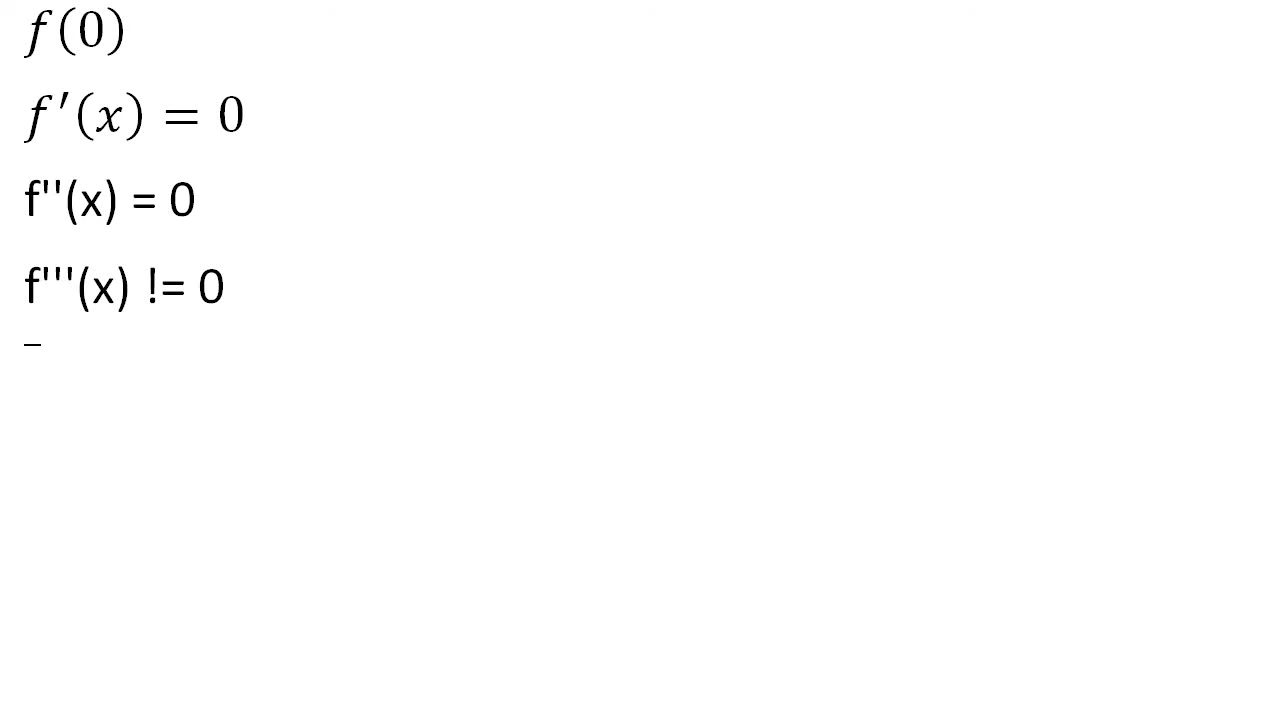 f(0)
f′(x) = 0
f''(x) = 0
f'''(x) != 0
_